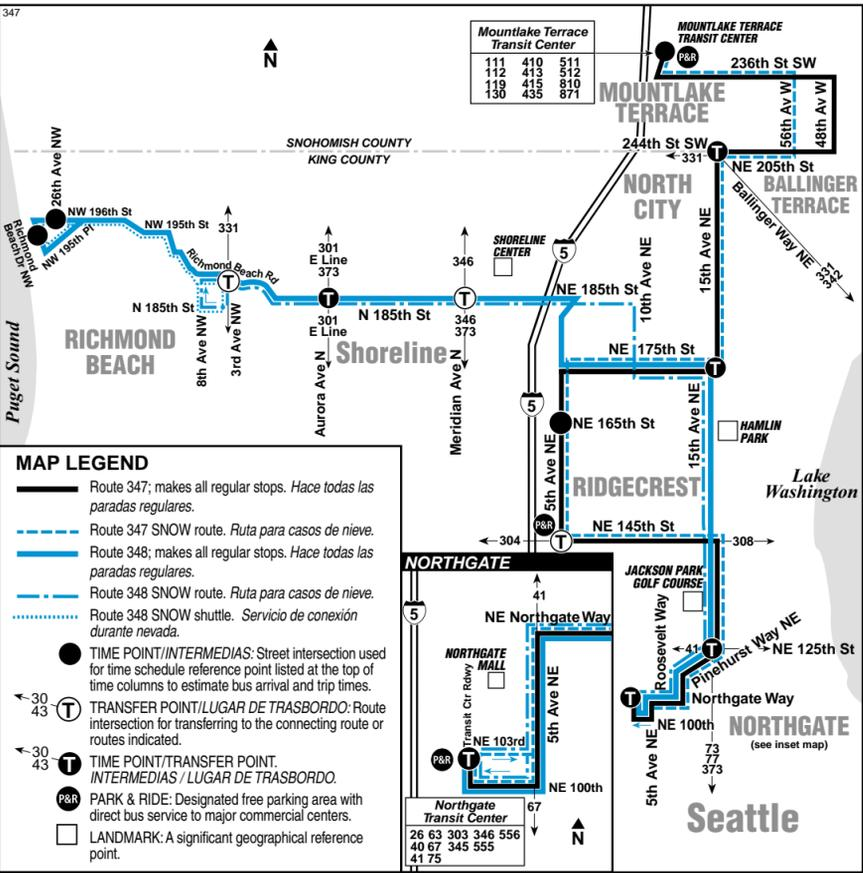 347
N
Mountlake Terrace
Transit Center
111 410 511
112 413 512
119 415 810
130 435 871
MOUNTLAKE TERRACE
TRANSIT CENTER
P&R
236th St SW
MOUNTLAKE
TERRACE
56th Av W
48th Av W
SNOHOMISH COUNTY
KING COUNTY
244th St SW
331
T
NE 205th St
NORTH
CITY
BALLINGER
TERRACE
Ballinger Way NE
331
342
26th Ave NW
NW 196th St
NW 195th St
NW 195th Pl
Richmond
Beach Dr NW
331
Richmond Beach Rd
T
N 185th St
8th Ave NW
3rd Ave NW
RICHMOND
BEACH
Puget Sound
301
E Line
373
T
301
E Line
N 185th St
Aurora Ave N
Shoreline
346
T
346
373
Meridian Ave N
SHORELINE
CENTER
5
NE 185th St
10th Ave NE
15th Ave NE
NE 175th St
T
5
NE 165th St
5th Ave NE
15th Ave NE
HAMLIN
PARK
RIDGECREST
Lake
Washington
P&R
NE 145th St
304
T
308
JACKSON PARK
GOLF COURSE
Roosevelt Way
41
T
NE 125th St
Pinehurst Way NE
T
Northgate Way
NE 100th
5th Ave NE
NORTHGATE
(see inset map)
73
77
373
Seattle
MAP LEGEND
Route 347; makes all regular stops. Hace todas las
paradas regulares.
Route 347 SNOW route. Ruta para casos de nieve.
Route 348; makes all regular stops. Hace todas las
paradas regulares.
Route 348 SNOW route. Ruta para casos de nieve.
Route 348 SNOW shuttle. Servicio de conexión
durante nevada.
TIME POINT/INTERMEDIAS: Street intersection used
for time schedule reference point listed at the top of
time columns to estimate bus arrival and trip times.
30
43
T
TRANSFER POINT/LUGAR DE TRASBORDO: Route
intersection for transferring to the connecting route or
routes indicated.
30
43
T
TIME POINT/TRANSFER POINT.
INTERMEDIAS / LUGAR DE TRASBORDO.
P&R
PARK & RIDE: Designated free parking area with
direct bus service to major commercial centers.
LANDMARK: A significant geographical reference
point.
NORTHGATE
5
41
NE Northgate Way
NORTHGATE
MALL
Transit Ctr Rdwy
5th Ave NE
NE 103rd
P&R
T
NE 100th
67
Northgate
Transit Center
26 63 303 346 556
40 67 345 555
41 75
N